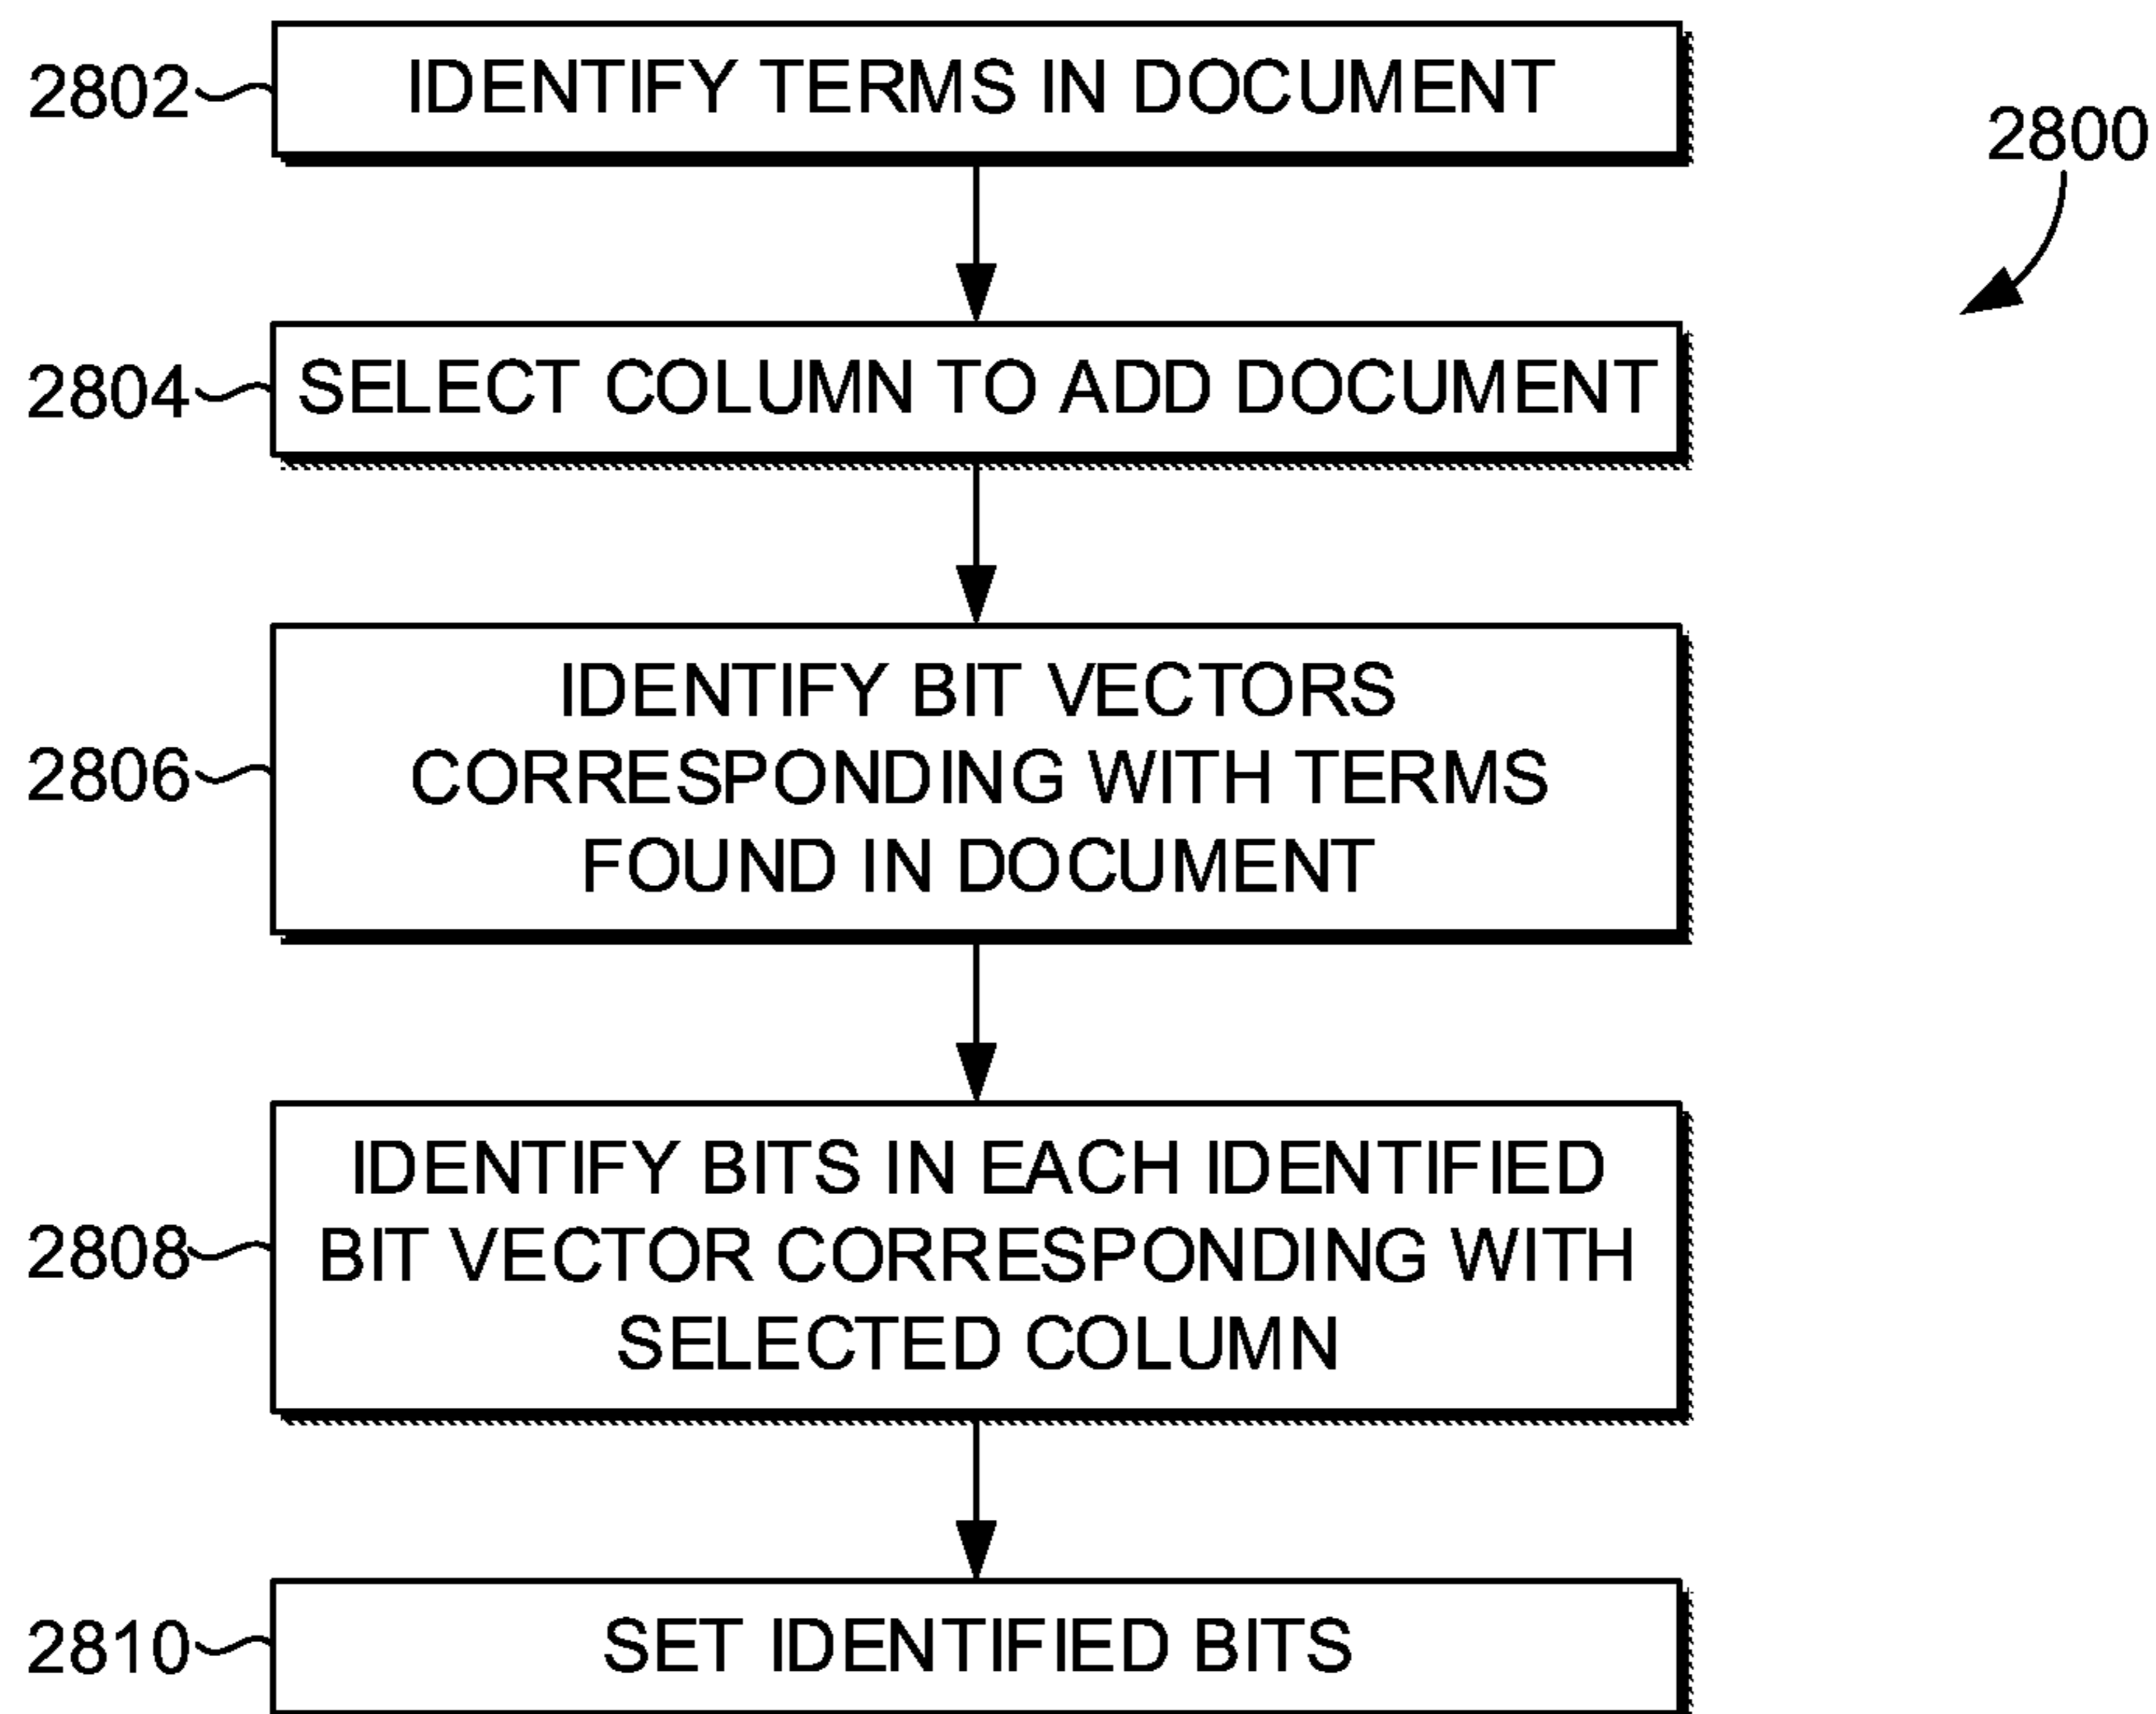 2802
IDENTIFY TERMS IN DOCUMENT
2800
2804
SELECT COLUMN TO ADD DOCUMENT
IDENTIFY BIT VECTORS
2806
CORRESPONDING WITH TERMS
FOUND IN DOCUMENT
IDENTIFY BITS IN EACH IDENTIFIED
2808
BIT VECTOR CORRESPONDING WITH
SELECTED COLUMN
2810
SET IDENTIFIED BITS